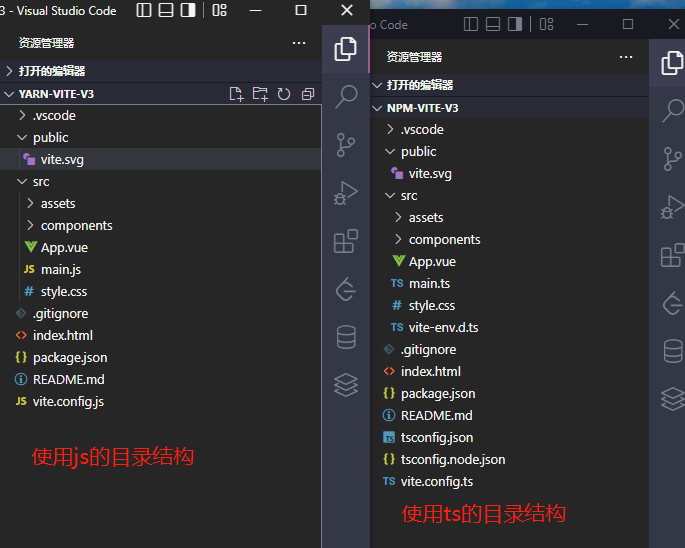 3 - Visual Studio Code
资源管理器
打开的编辑器
YARN-VITE-V3
.vscode
public
vite.svg
src
assets
components
App.vue
JS main.js
# style.css
.gitignore
<> index.html
{} package.json
README.md
JS vite.config.js
使用js的目录结构
Code
资源管理器
打开的编辑器
NPM-VITE-V3
.vscode
public
vite.svg
src
assets
components
App.vue
TS main.ts
# style.css
TS vite-env.d.ts
.gitignore
<> index.html
{} package.json
README.md
TS tsconfig.json
{} tsconfig.node.json
TS vite.config.ts
使用ts的目录结构